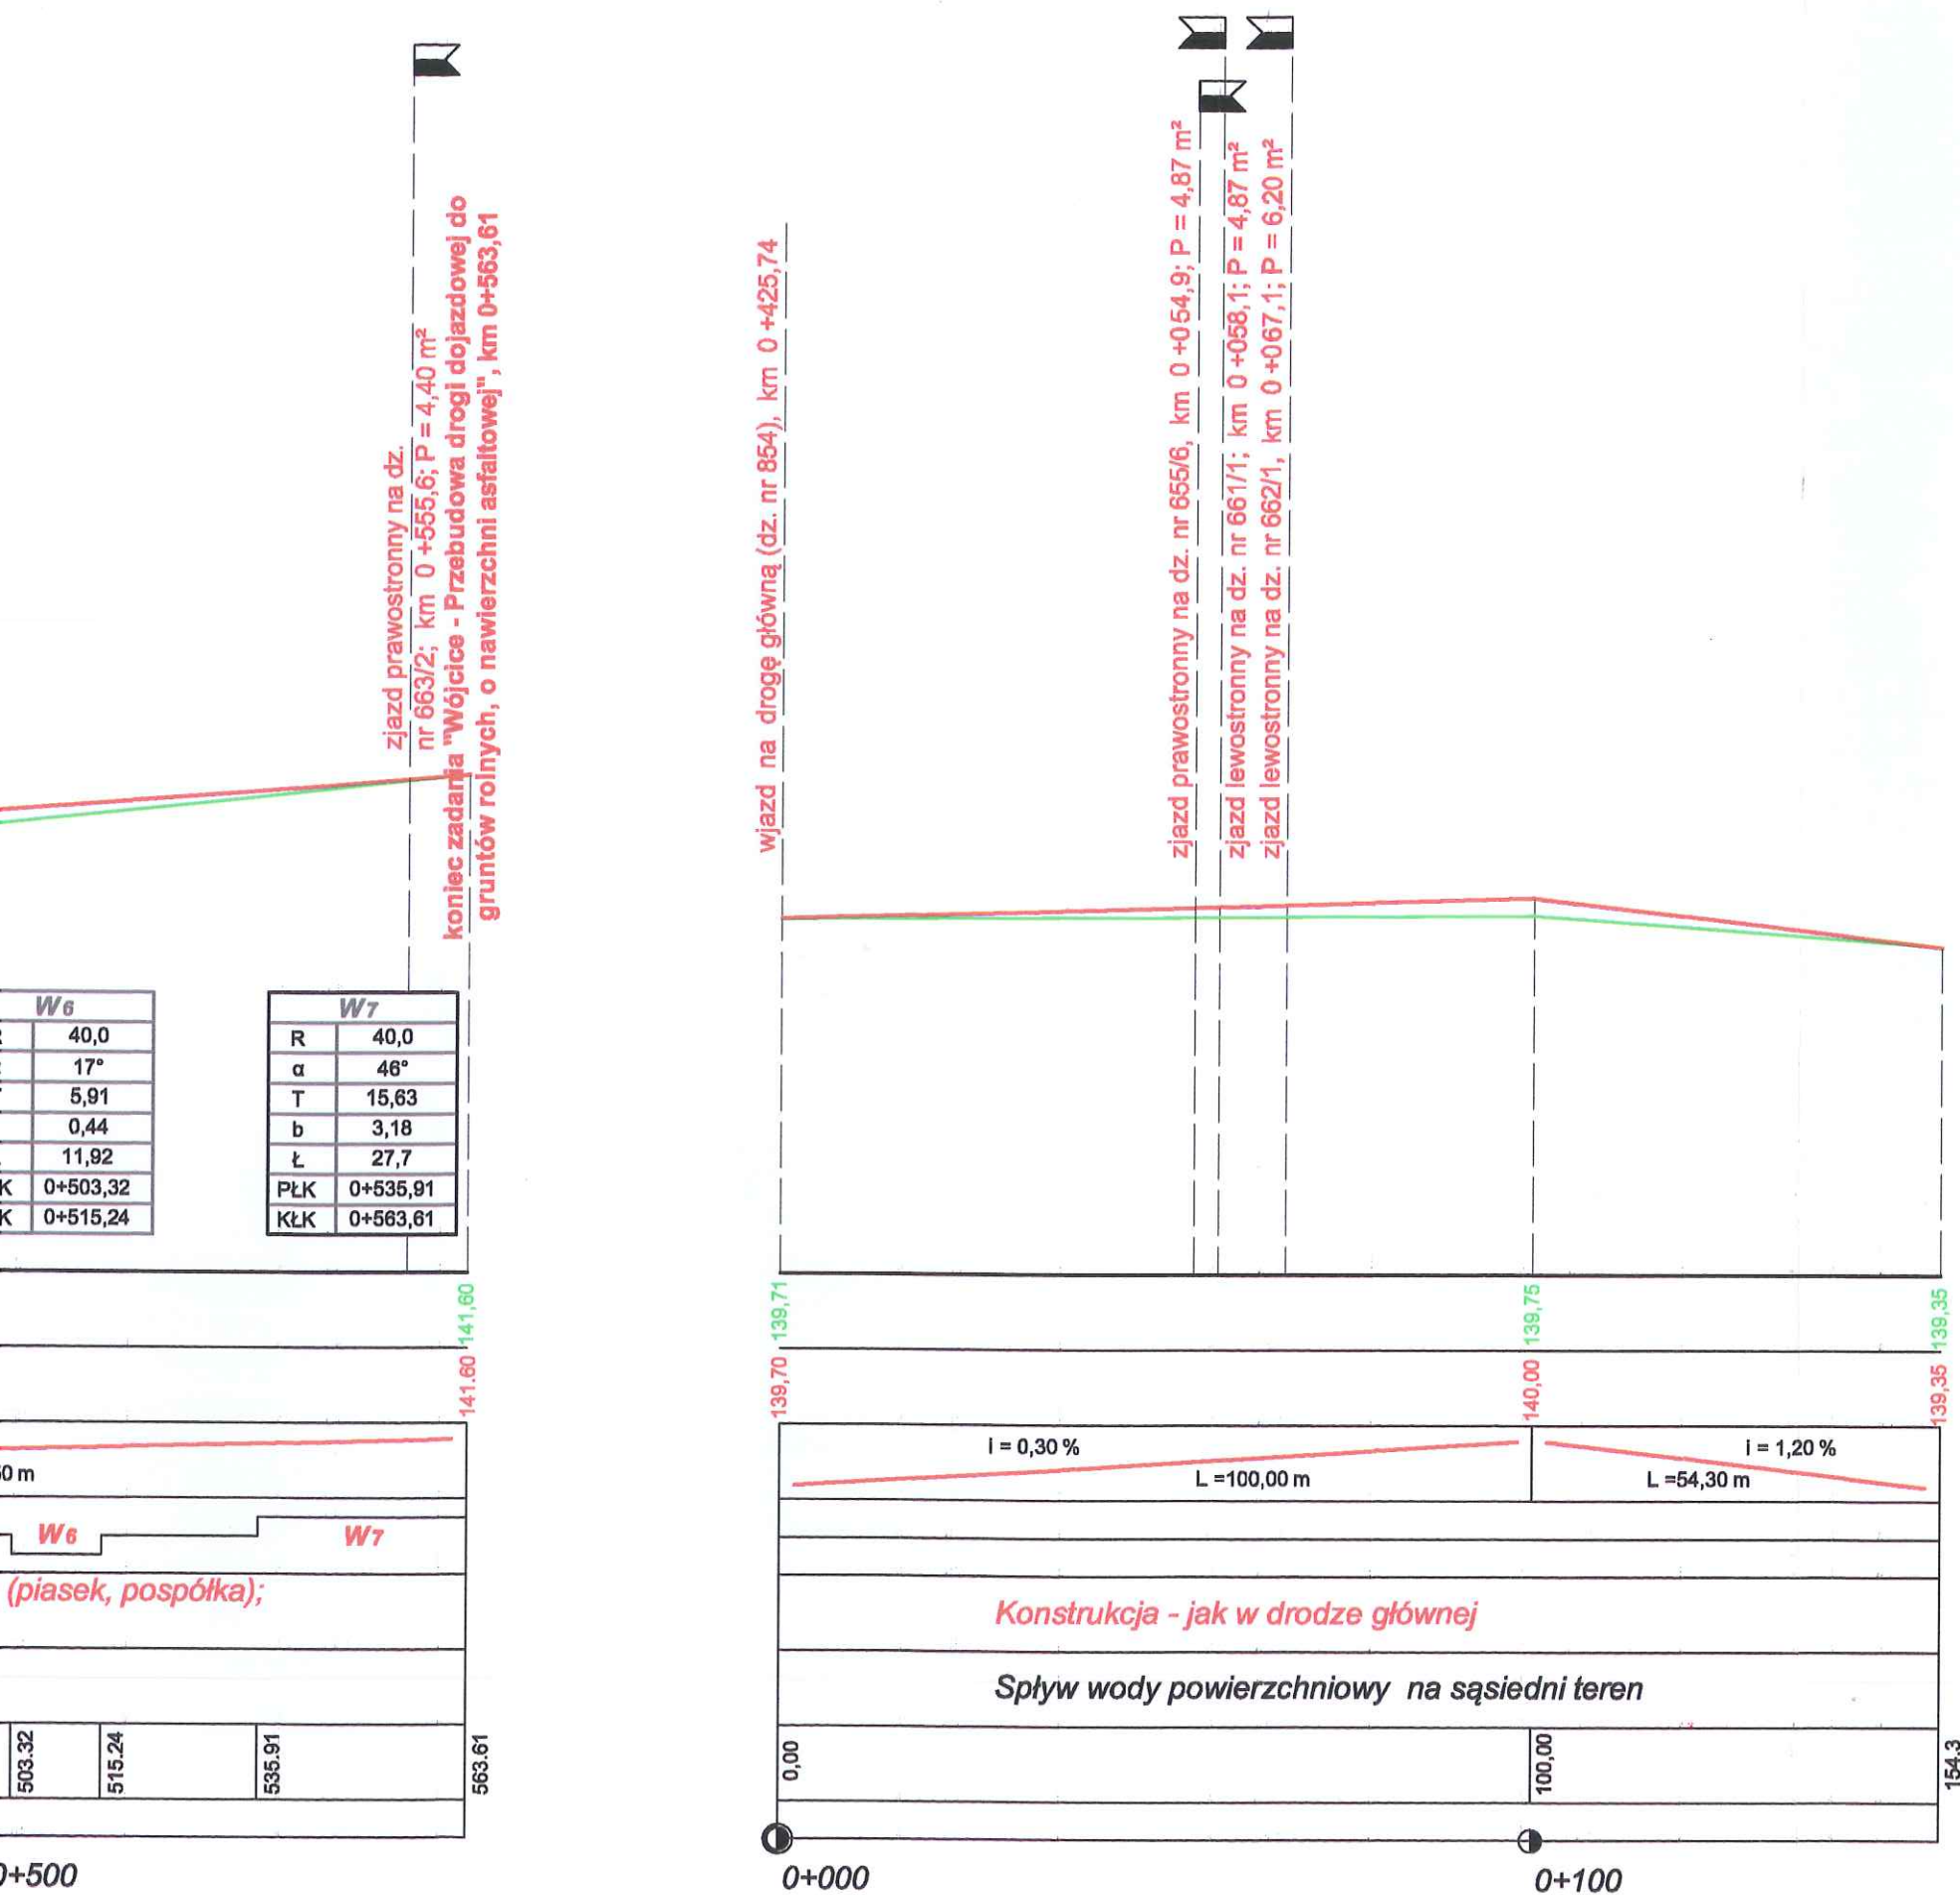 zjazd prawostronny na dz.
nr 663/2; km 0 +555,6; P = 4,40 m²
koniec zadania "Wójcice - Przebudowa drogi dojazdowej do
gruntów rolnych, o nawierzchni asfaltowej", km 0+563,61
wjazd na drogę główną (dz. nr 854), km 0 +425,74
zjazd prawostronny na dz. nr 655/6, km 0 +054,9; P = 4,87 m²
zjazd lewostronny na dz. nr 661/1; km 0 +058,1; P = 4,87 m²
zjazd lewostronny na dz. nr 662/1, km 0 +067,1; P = 6,20 m²
W6
40,0
17°
5,91
0,44
11,92
K 0+503,32
K 0+515,24
W7
R 40,0
α 46°
T 15,63
b 3,18
Ł 27,7
PŁK 0+535,91
KŁK 0+563,61
141,60
139,71
139,75
139,35
141.60
139,70
140,00
139,35
0 m
i = 0,30 %
L =100,00 m
i = 1,20 %
L =54,30 m
W6
W7
(piasek, pospółka);
Konstrukcja - jak w drodze głównej
Spływ wody powierzchniowy na sąsiedni teren
503.32
515.24
535.91
563.61
0,00
100,00
154.3
0+500
0+000
0+100